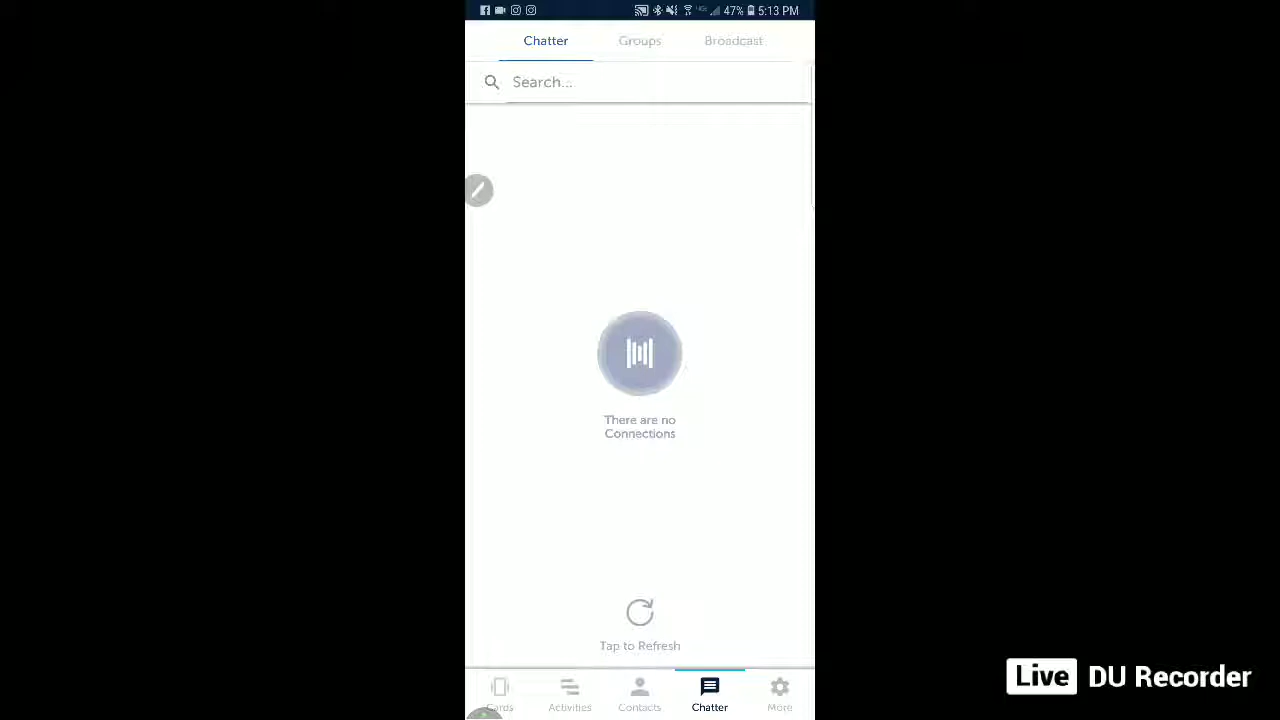 47% 5:13 PM
Chatter Groups Broadcast
Search...
There are no
Connections
Tap to Refresh
Cards Activities Contacts Chatter More
Live DU Recorder